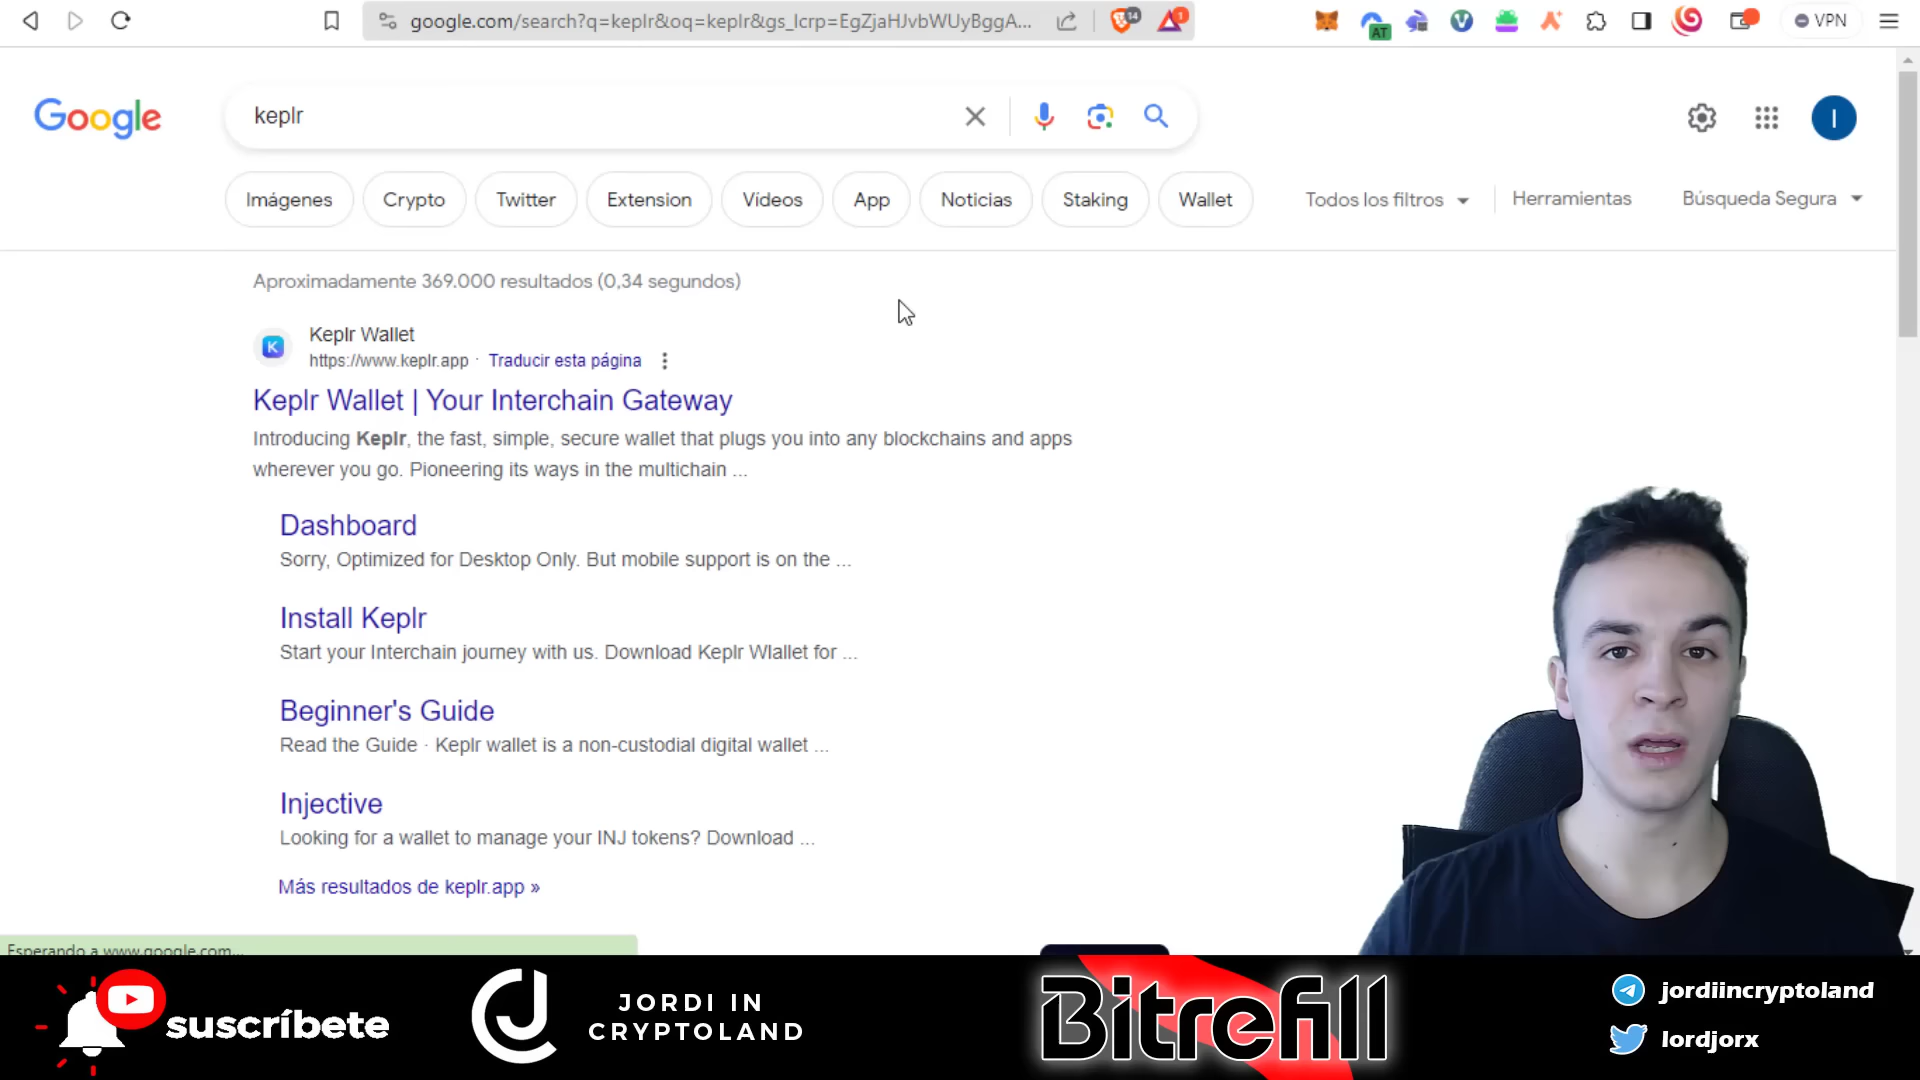 google.com/search?q=keplr&oq=keplr&gs_lcrp=EgZjaHJvbWUyBggA...
14
1
AT
VPN
Google
keplr
I
Imágenes
Crypto
Twitter
Extension
Vídeos
App
Noticias
Staking
Wallet
Todos los filtros
Herramientas
Búsqueda Segura
Aproximadamente 369.000 resultados (0,34 segundos)
K
Keplr Wallet
https://www.keplr.app · Traducir esta página
Keplr Wallet | Your Interchain Gateway
Introducing Keplr, the fast, simple, secure wallet that plugs you into any blockchains and apps
wherever you go. Pioneering its ways in the multichain ...
Dashboard
Sorry, Optimized for Desktop Only. But mobile support is on the ...
Install Keplr
Start your Interchain journey with us. Download Keplr Wlallet for ...
Beginner's Guide
Read the Guide · Keplr wallet is a non-custodial digital wallet ...
Injective
Looking for a wallet to manage your INJ tokens? Download ...
Más resultados de keplr.app »
Esperando a www.google.com...
suscríbete
JORDI IN
CRYPTOLAND
Bitrefill
jordiincryptoland
lordjorx